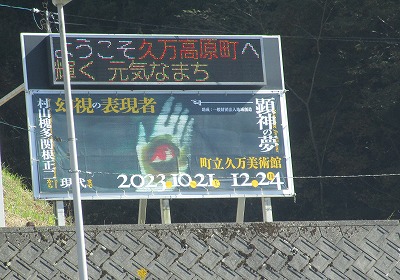 ようこそ久万高原町へ
輝く 元気なまち
幻視の表現者
村山槐多 関根正二
現代
顕神の夢
町立久万美術館
2023.10.21 ― 12.24